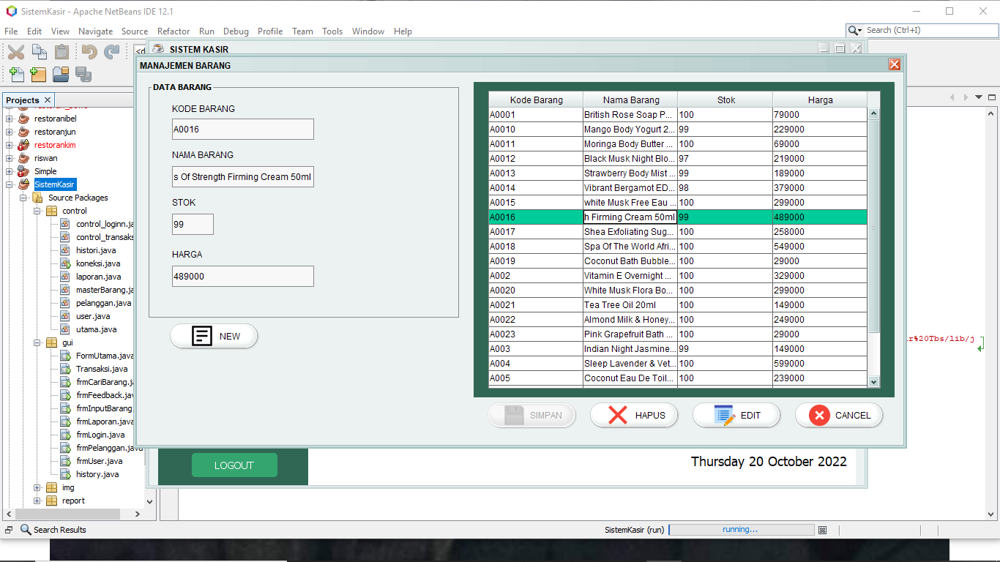 SistemKasir - Apache NetBeans IDE 12.1
File Edit View Navigate Source Refactor Run Debug Profile Team Tools Window Help
Search (Ctrl+I)
<d
SISTEM KASIR
MANAJEMEN BARANG
Projects
restoranibel
restoranjun
restorankim
riswan
Simple
SistemKasir
Source Packages
control
control_loginn.ja
control_transaks
histori.java
koneksi.java
laporan.java
masterBarang.ja
pelanggan.java
user.java
utama.java
gui
FormUtama.java
Transaksi.java
frmCariBarang.ja
frmFeedback.java
frmInputBarang
frmLaporan.java
frmLogin.java
frmPelanggan.java
frmUser.java
history.java
img
report
DATA BARANG
KODE BARANG
A0016
NAMA BARANG
s Of Strength Firming Cream 50ml
STOK
99
HARGA
489000
NEW
Kode Barang Nama Barang Stok Harga
A0001 British Rose Soap P... 100 79000
A0010 Mango Body Yogurt 2... 99 229000
A0011 Moringa Body Butter ... 100 69000
A0012 Black Musk Night Blo... 97 219000
A0013 Strawberry Body Mist ... 99 189000
A0014 Vibrant Bergamot ED... 98 379000
A0015 white Musk Free Eau ... 100 299000
A0016 h Firming Cream 50ml 99 489000
A0017 Shea Exfoliating Sug... 100 258000
A0018 Spa Of The World Afri... 100 549000
A0019 Coconut Bath Bubble... 100 29000
A002 Vitamin E Overnight ... 100 329000
A0020 White Musk Flora Bo... 100 299000
A0021 Tea Tree Oil 20ml 100 149000
A0022 Almond Milk & Honey... 100 249000
A0023 Pink Grapefruit Bath ... 100 29000
A003 Indian Night Jasmine... 99 149000
A004 Sleep Lavender & Vet... 100 599000
A005 Coconut Eau De Toil... 100 239000
SIMPAN HAPUS EDIT CANCEL
ir%20Tbs/lib/j
LOGOUT
Thursday 20 October 2022
Search Results
SistemKasir (run) running...